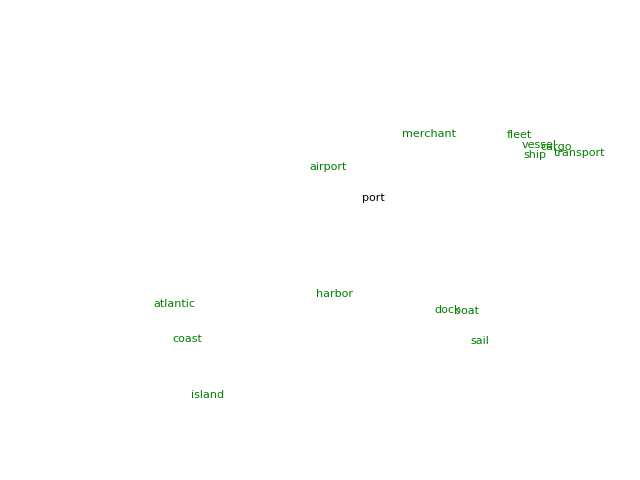 merchant
fleet
vessel
cargo
transport
ship
airport
port
harbor
atlantic
dock
boat
coast
sail
island